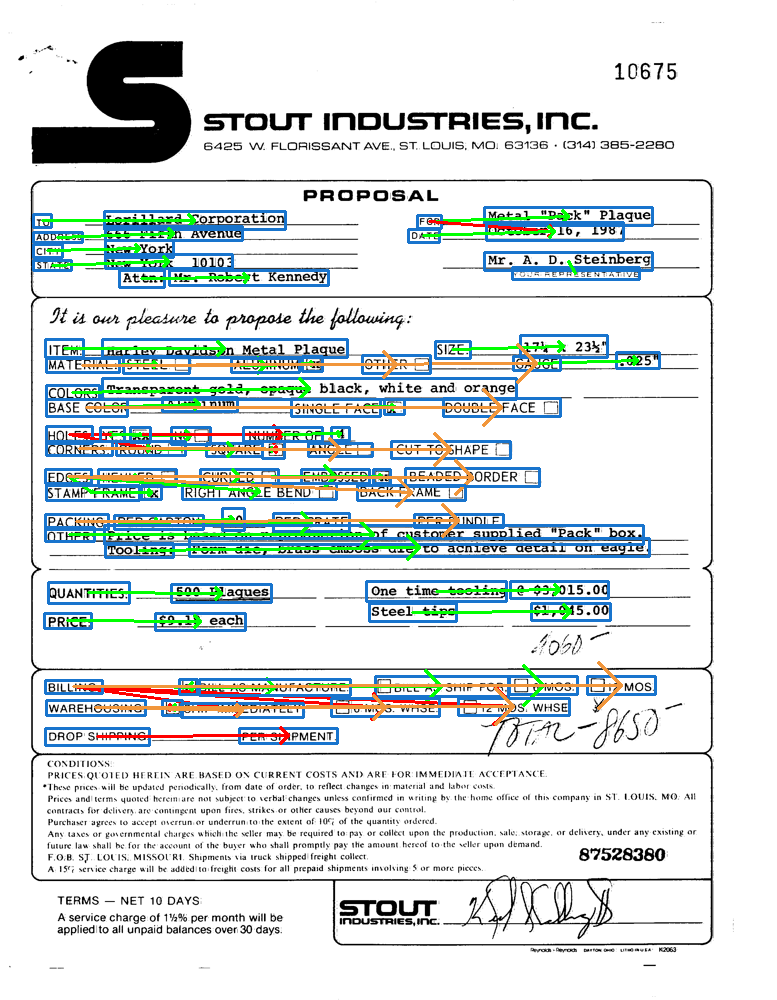 10675
STOUT INDUSTRIES, INC.
6425 W. FLORISSANT AVE., ST. LOUIS, MO. 63136 • (314) 385-2280
PROPOSAL
TO Lorillard Corporation FOR Metal "Pack" Plaque
ADDRESS 666 Fifth Avenue DATE October 16, 1987
CITY New York
STATE New York 10103 Mr. A. D. Steinberg
Attn: Mr. Robert Kennedy YOUR REPRESENTATIVE
It is our pleasure to propose the following:
ITEM: Harley Davidson Metal Plaque SIZE: 17¼ x 23½"
MATERIAL: STEEL ALUMINUM OTHER GAUGE .025"
COLORS: Transparent gold, opaque black, white and orange
BASE COLOR Aluminum SINGLE FACE DOUBLE FACE
HOLES: YES NO NUMBER OF 4
CORNERS: ROUND SQUARE ANGLE CUT TO SHAPE
EDGES: HEMMED CURLED EMBOSSED BEADED BORDER
STAMP FRAME x RIGHT ANGLE BEND BACK FRAME
PACKING: PER CARTON PER CRATE PER BUNDLE
OTHER: Price is based on of customer supplied "Pack" box.
Tooling: Form die, brass emboss die to achieve detail on eagle.
QUANTITIES: 500 Plaques One time tooling @ $3,015.00
PRICE: $9.18 each Steel tips $1,045.00
4060-
BILLING: BILL AS MANUFACTURE. BILL AS SHIP FOR: MOS. 12 MOS.
WAREHOUSING SHIP IMMEDIATELY 6 MOS. WHSE. 12 MOS. WHSE
DROP SHIPPING PER SHIPMENT.
TOTAL - 8650-
CONDITIONS:
PRICES QUOTED HEREIN ARE BASED ON CURRENT COSTS AND ARE FOR IMMEDIATE ACCEPTANCE.
*These prices will be updated periodically, from date of order, to reflect changes in material and labor costs.
Prices and terms quoted herein are not subject to verbal changes unless confirmed in writing by the home office of this company in ST. LOUIS, MO. All
contracts for delivery, are contingent upon fires, strikes or other causes beyond our control.
Purchaser agrees to accept overrun or underrun to the extent of 10% of the quantity ordered.
Any taxes or governmental charges which the seller may be required to pay or collect upon the production, sale, storage, or delivery, under any existing or
future law shall be for the account of the buyer who shall promptly pay the amount hereof to the seller upon demand.
F.O.B. ST. LOUIS, MISSOURI. Shipments via truck shipped freight collect.
A 15% service charge will be added to freight costs for all prepaid shipments involving 5 or more pieces.
87528380
TERMS — NET 10 DAYS
A service charge of 1½% per month will be
applied to all unpaid balances over 30 days.
STOUT
INDUSTRIES, INC.
Reynolds + Reynolds DAYTON, OHIO LITHO IN U.S.A. K2063